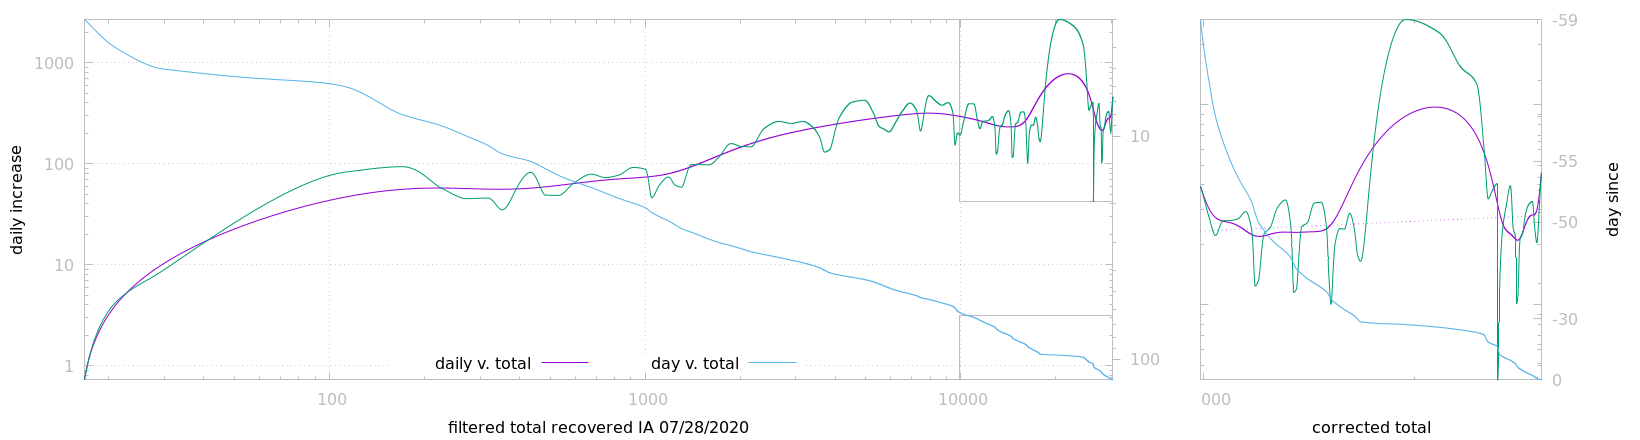 daily increase
1000
100
10
1
daily v. total
day v. total
100
1000
10000
filtered total recovered IA 07/28/2020
10
100
000
corrected total
-59
-55
-50
-30
0
day since